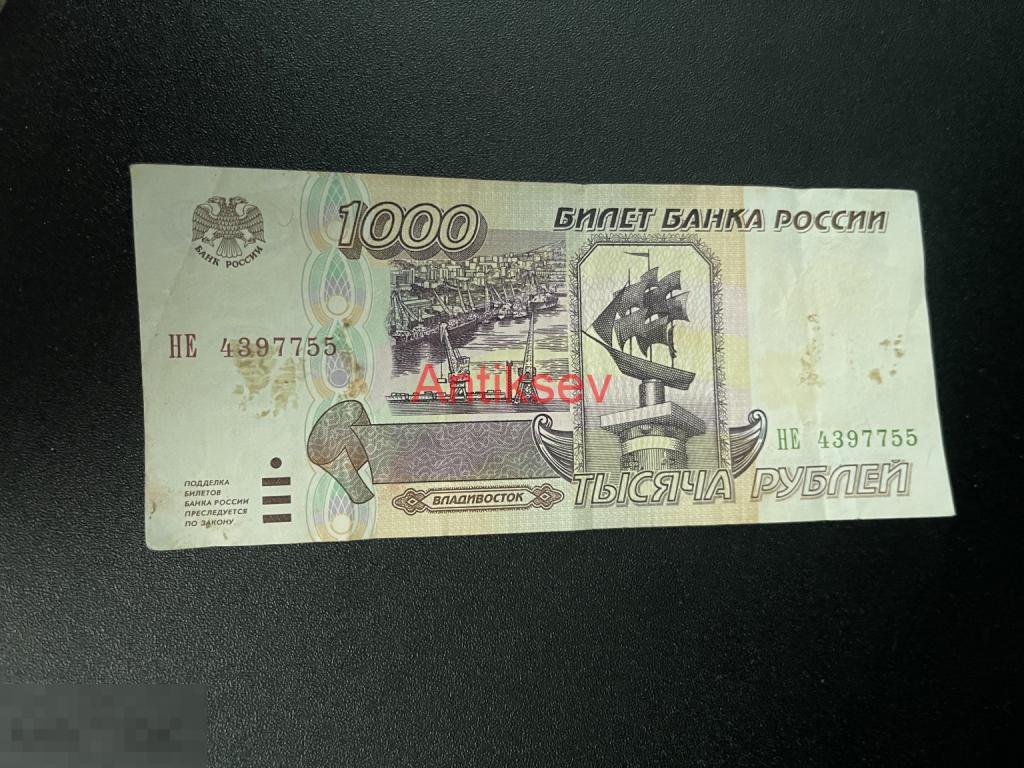 1000
БИЛЕТ БАНКА РОССИИ
БАНК РОССИИ
НЕ 4397755
Antiksev
НЕ 4397755
ПОДДЕЛКА
БИЛЕТОВ
БАНКА РОССИИ
ПРЕСЛЕДУЕТСЯ
ПО ЗАКОНУ
ВЛАДИВОСТОК
ТЫСЯЧА РУБЛЕЙ